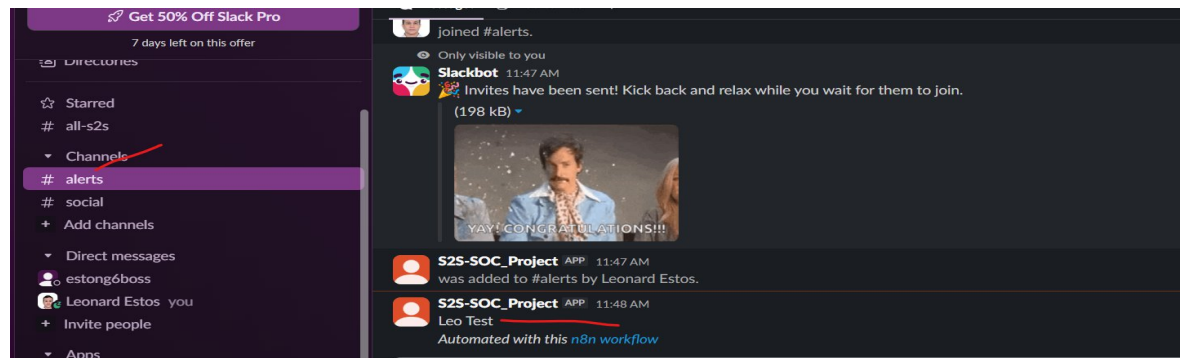 Get 50% Off Slack Pro
7 days left on this offer
Directories
Starred
# all-s2s
Channels
# alerts
# social
+ Add channels
Direct messages
estong6boss
Leonard Estos you
+ Invite people
Apps
joined #alerts.
Only visible to you
Slackbot 11:47 AM
Invites have been sent! Kick back and relax while you wait for them to join.
(198 kB)
YAY! CONGRATULATIONS!!!
S2S-SOC_Project APP 11:47 AM
was added to #alerts by Leonard Estos.
S2S-SOC_Project APP 11:48 AM
Leo Test
Automated with this n8n workflow